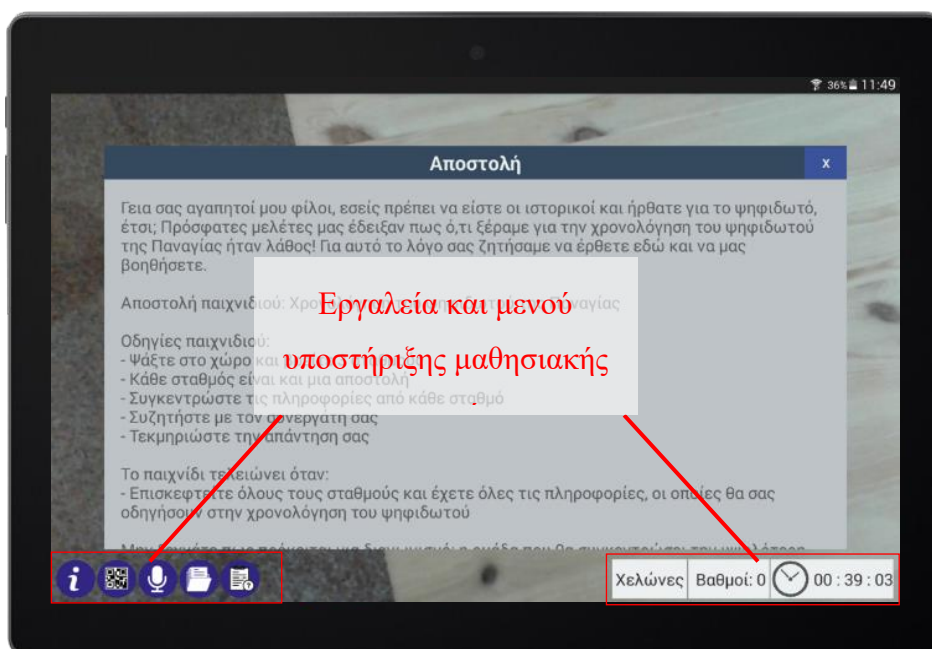 36% 11:49
Αποστολή x
Γεια σας αγαπητοί μου φίλοι, εσείς πρέπει να είστε οι ιστορικοί και ήρθατε για το ψηφιδωτό,
έτσι; Πρόσφατες μελέτες μας έδειξαν πως ό,τι ξέραμε για την χρονολόγηση του ψηφιδωτού
της Παναγίας ήταν λάθος! Για αυτό το λόγο σας ζητήσαμε να έρθετε εδώ και να μας
βοηθήσετε.
Αποστολή παιχνιδιού: Παναγίας
Οδηγίες παιχνιδιού:
- Ψάξτε στο χώρο και
- Κάθε σταθμός είναι και μια αποστολή
- Συγκεντρώστε τις πληροφορίες από κάθε σταθμό
- Συζητήστε με τον συνεργάτη σας
- Τεκμηριώστε την απάντηση σας
Εργαλεία και μενού
υποστήριξης μαθησιακής
.
Το παιχνίδι τελειώνει όταν:
- Επισκεφτείτε όλους τους σταθμούς και έχετε όλες τις πληροφορίες, οι οποίες θα σας
οδηγήσουν στην χρονολόγηση του ψηφιδωτού
Χελώνες Βαθμοί: 0 00 : 39 : 03